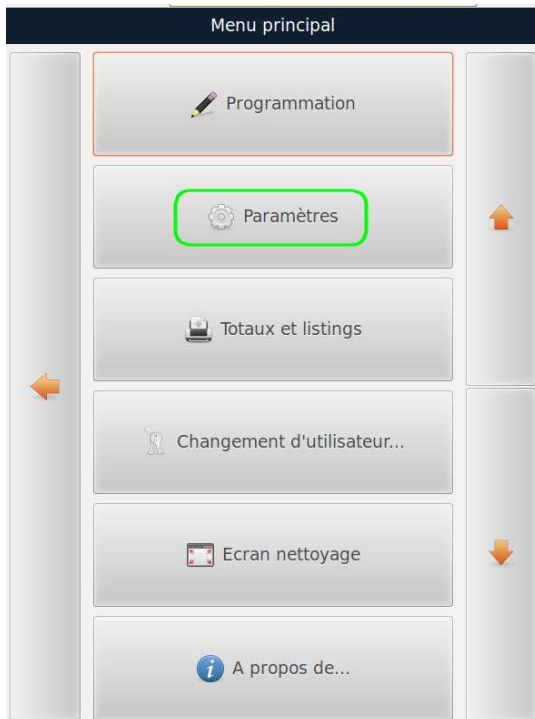 Menu principal
Programmation
Paramètres
Totaux et listings
Changement d'utilisateur...
Ecran nettoyage
A propos de...